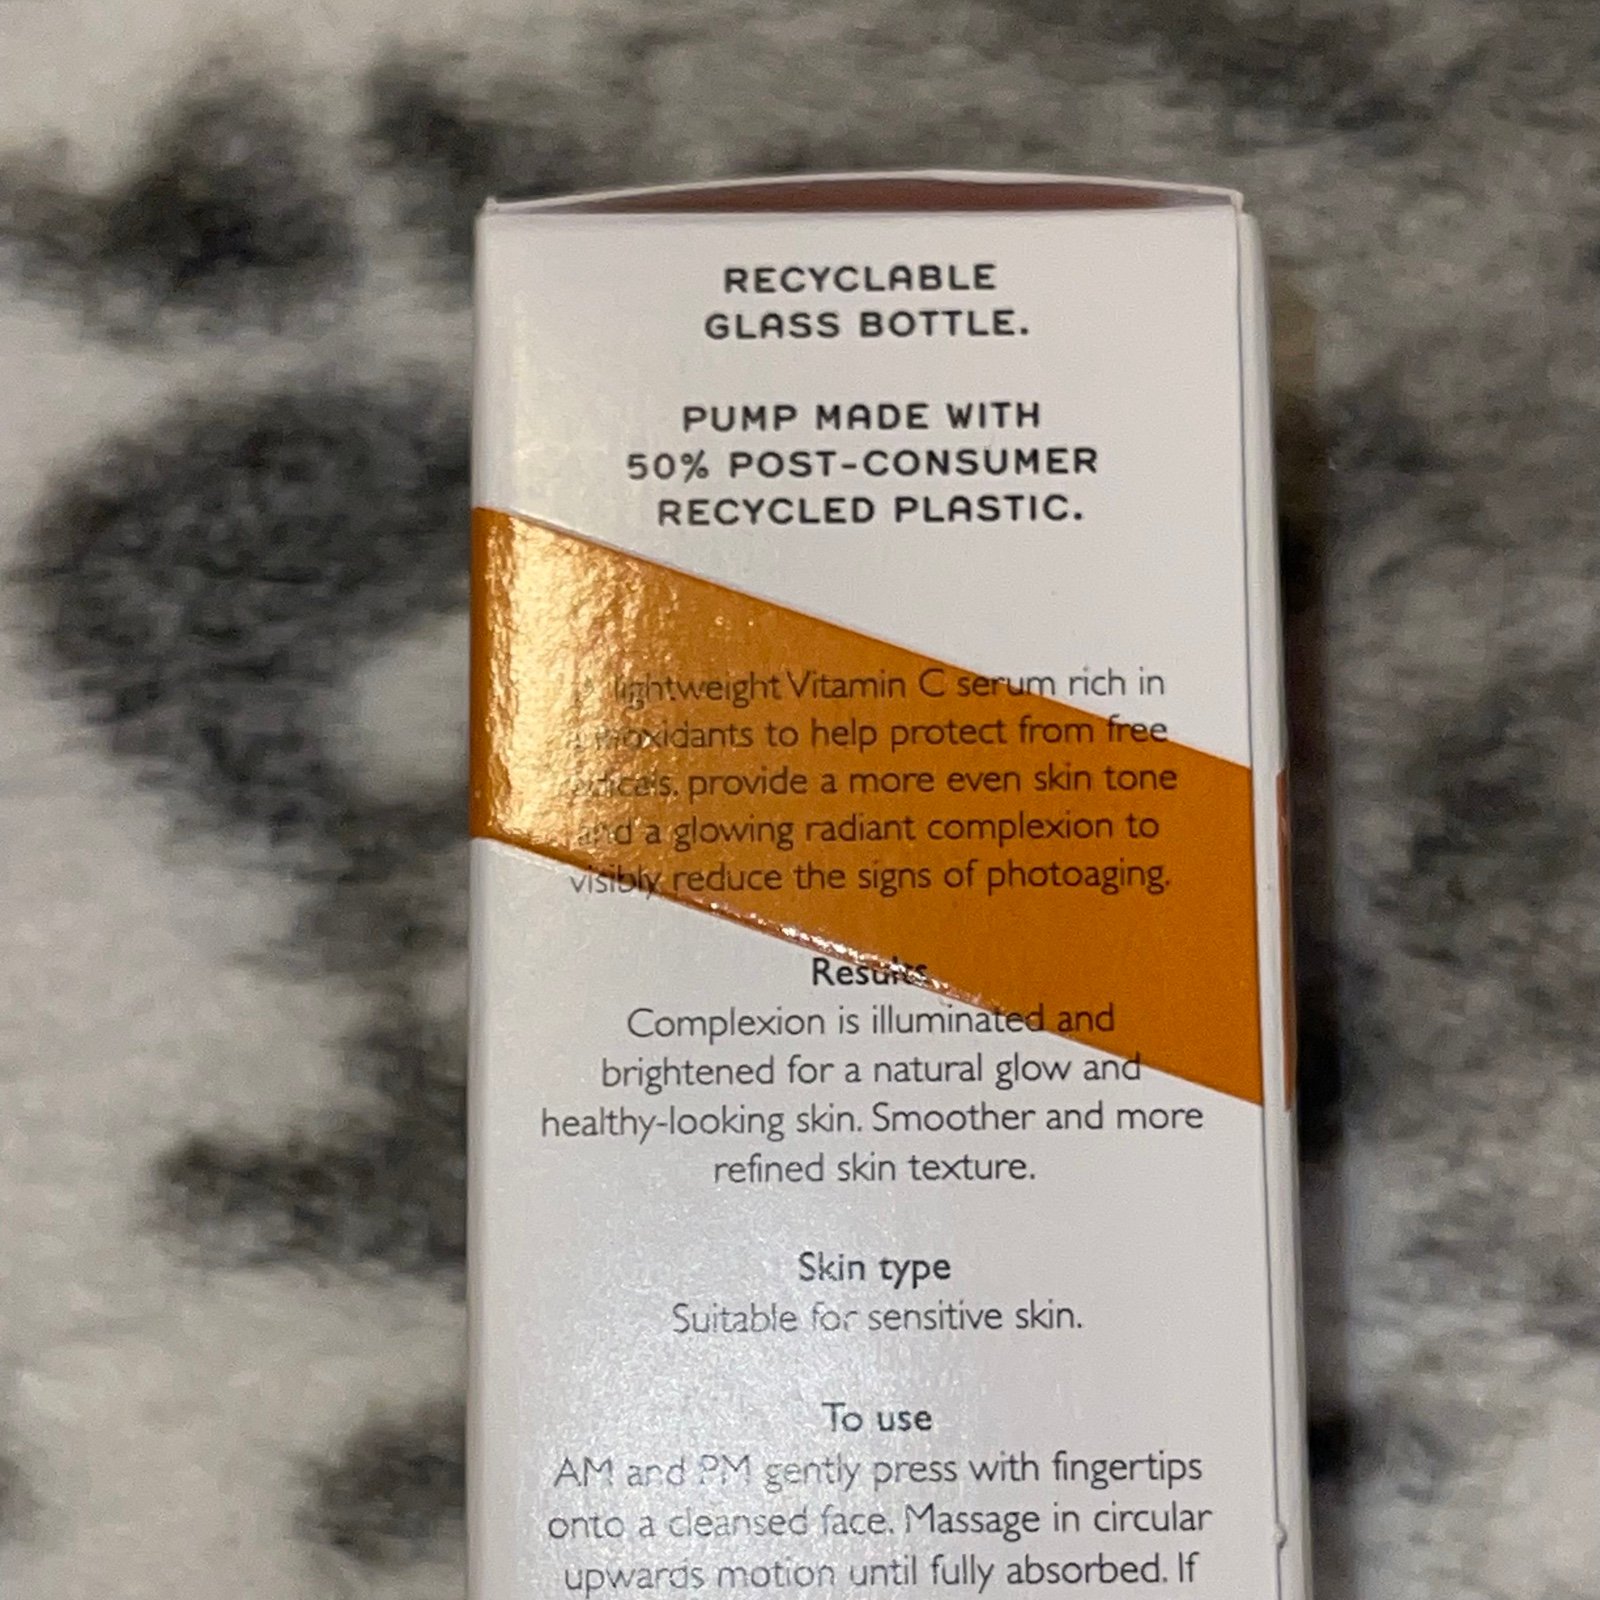 RECYCLABLE
GLASS BOTTLE.
PUMP MADE WITH
50% POST-CONSUMER
RECYCLED PLASTIC.
A lightweight Vitamin C serum rich in
antioxidants to help protect from free
radicals, provide a more even skin tone
and a glowing radiant complexion to
visibly reduce the signs of photoaging.
Results
Complexion is illuminated and
brightened for a natural glow and
healthy-looking skin. Smoother and more
refined skin texture.
Skin type
Suitable for sensitive skin.
To use
AM and PM gently press with fingertips
onto a cleansed face. Massage in circular
upwards motion until fully absorbed. If